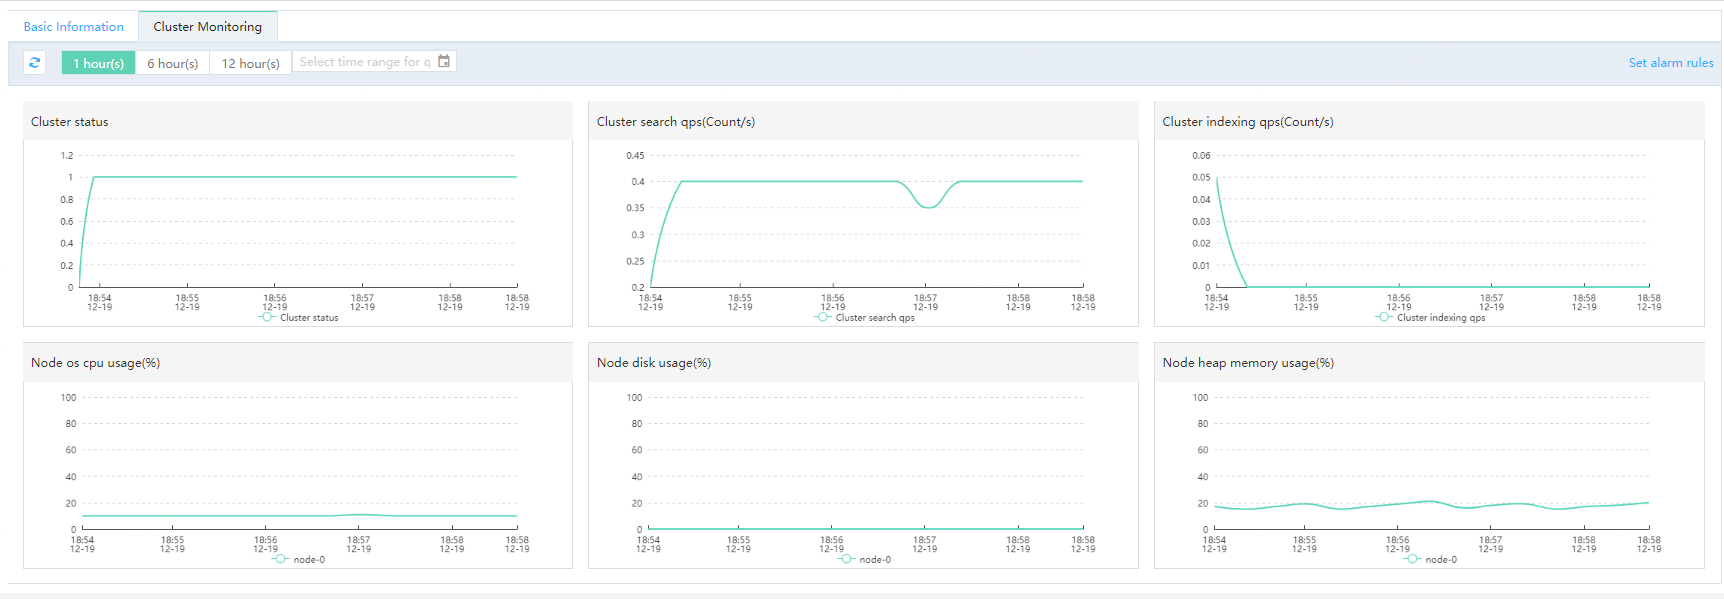 Basic Information
Cluster Monitoring
1 hour(s)
6 hour(s)
12 hour(s)
Select time range for q
Set alarm rules
Cluster status
1.2
1
0.8
0.6
0.4
0.2
0
18:54 18:55 18:56 18:57 18:58 18:58
12-19 12-19 12-19 12-19 12-19 12-19
Cluster status
Cluster search qps(Count/s)
0.45
0.4
0.35
0.3
0.25
0.2
18:54 18:55 18:56 18:57 18:58 18:58
12-19 12-19 12-19 12-19 12-19 12-19
Cluster search qps
Cluster indexing qps(Count/s)
0.06
0.05
0.04
0.03
0.02
0.01
0
18:54 18:55 18:56 18:57 18:58 18:58
12-19 12-19 12-19 12-19 12-19 12-19
Cluster indexing qps
Node os cpu usage(%)
100
80
60
40
20
0
18:54 18:55 18:56 18:57 18:58 18:58
12-19 12-19 12-19 12-19 12-19 12-19
node-0
Node disk usage(%)
100
80
60
40
20
0
18:54 18:55 18:56 18:57 18:58 18:58
12-19 12-19 12-19 12-19 12-19 12-19
node-0
Node heap memory usage(%)
100
80
60
40
20
0
18:54 18:55 18:56 18:57 18:58 18:58
12-19 12-19 12-19 12-19 12-19 12-19
node-0